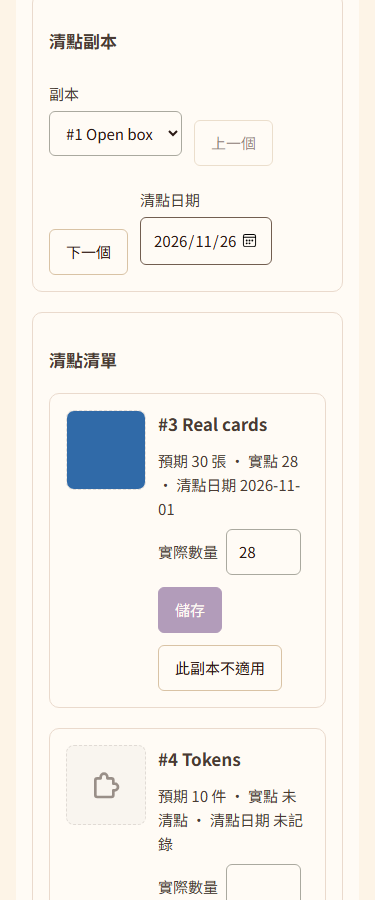 清點副本
副本
#1 Open box
上一個
清點日期
下一個
2026/11/26
清點清單
#3 Real cards
預期 30 張 · 實點 28
· 清點日期 2026-11-
01
實際數量 28
儲存
此副本不適用
#4 Tokens
預期 10 件 · 實點 未
清點 · 清點日期 未記
錄
實際數量